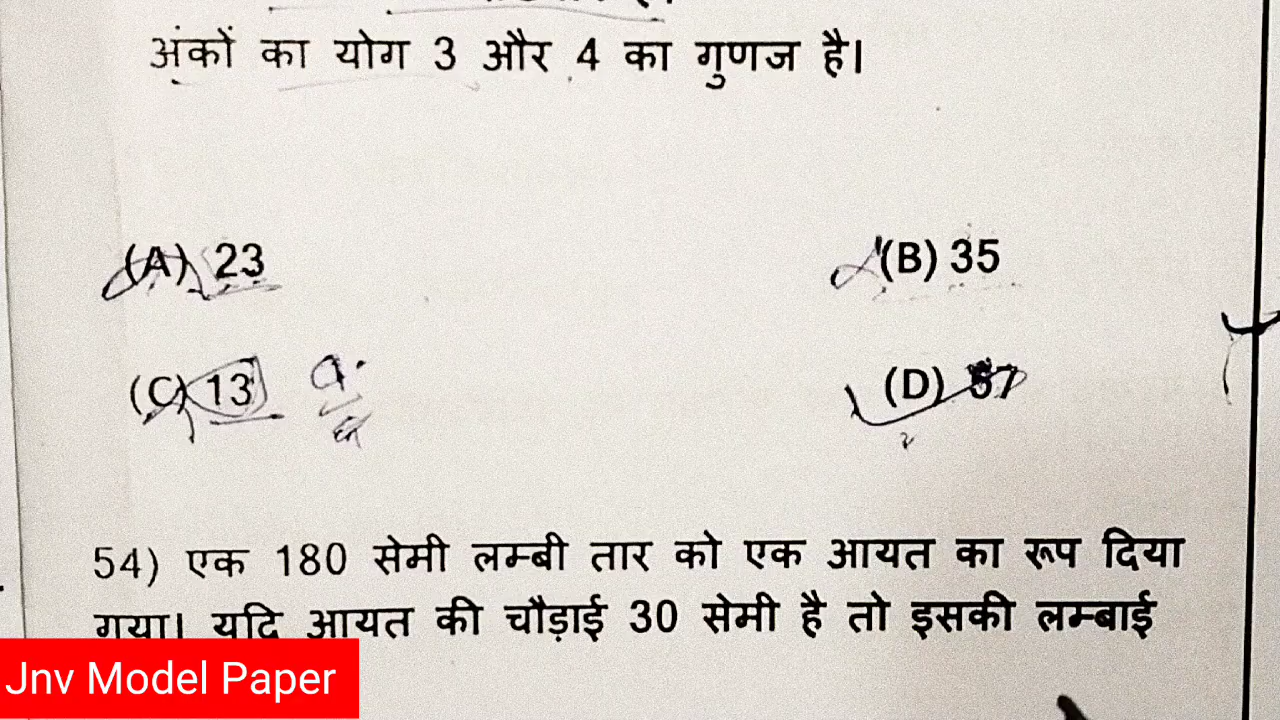 अंकों का योग 3 और 4 का गुणज है।
(A) 23
(B) 35
(C) 13
(D) 57
54) एक 180 सेमी लम्बी तार को एक आयत का रूप दिया
गया। यदि आयत की चौड़ाई 30 सेमी है तो इसकी लम्बाई
Jnv Model Paper